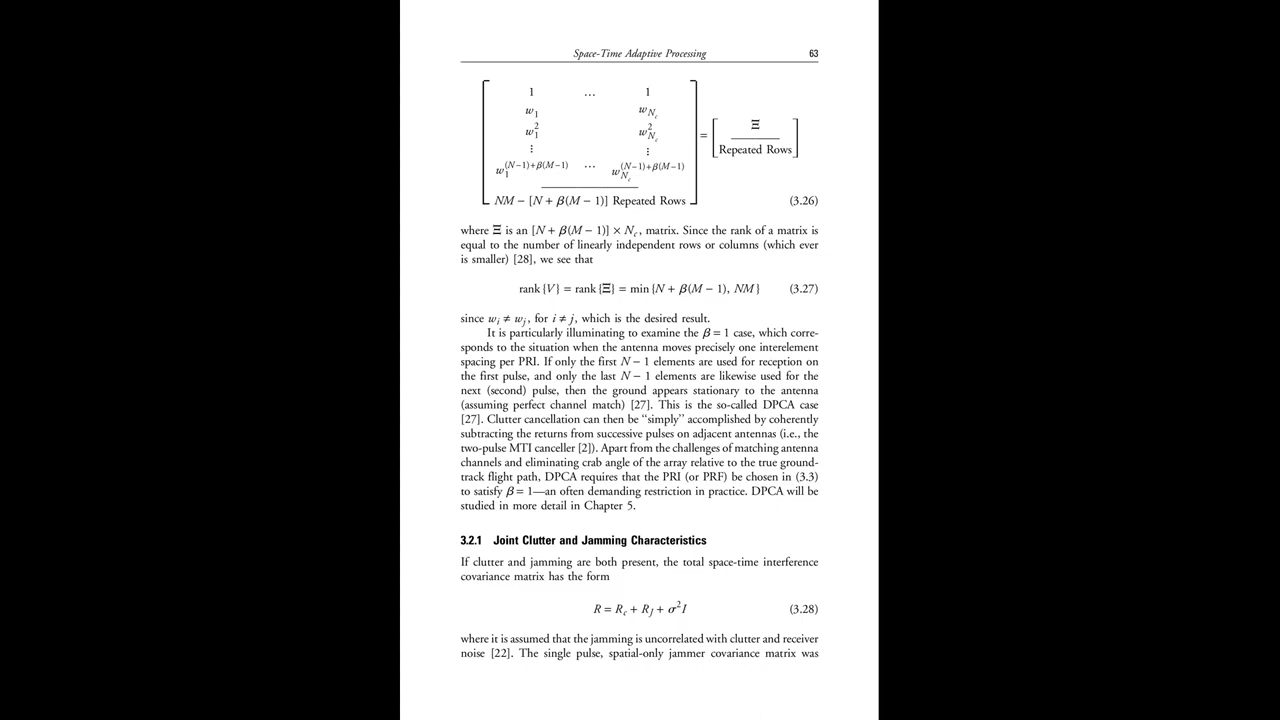 Space-Time Adaptive Processing 63
1 … 1
w₁ w_{N_c}
w₁² w_{N_c}²
⋮ ⋮
w₁^{(N−1)+β(M−1)} … w_{N_c}^{(N−1)+β(M−1)}
= [Ξ
Repeated Rows]
NM − [N + β(M − 1)] Repeated Rows (3.26)
where Ξ is an [N + β(M − 1)] × N_c, matrix. Since the rank of a matrix is
equal to the number of linearly independent rows or columns (which ever
is smaller) [28], we see that
rank {V} = rank {Ξ} = min {N + β(M − 1), NM} (3.27)
since w_i ≠ w_j, for i ≠ j, which is the desired result.
It is particularly illuminating to examine the β = 1 case, which corre-
sponds to the situation when the antenna moves precisely one interelement
spacing per PRI. If only the first N − 1 elements are used for reception on
the first pulse, and only the last N − 1 elements are likewise used for the
next (second) pulse, then the ground appears stationary to the antenna
(assuming perfect channel match) [27]. This is the so-called DPCA case
[27]. Clutter cancellation can then be ‘‘simply’’ accomplished by coherently
subtracting the returns from successive pulses on adjacent antennas (i.e., the
two-pulse MTI canceller [2]). Apart from the challenges of matching antenna
channels and eliminating crab angle of the array relative to the true ground-
track flight path, DPCA requires that the PRI (or PRF) be chosen in (3.3)
to satisfy β = 1—an often demanding restriction in practice. DPCA will be
studied in more detail in Chapter 5.
3.2.1 Joint Clutter and Jamming Characteristics
If clutter and jamming are both present, the total space-time interference
covariance matrix has the form
R = R_c + R_J + σ²I (3.28)
where it is assumed that the jamming is uncorrelated with clutter and receiver
noise [22]. The single pulse, spatial-only jammer covariance matrix was